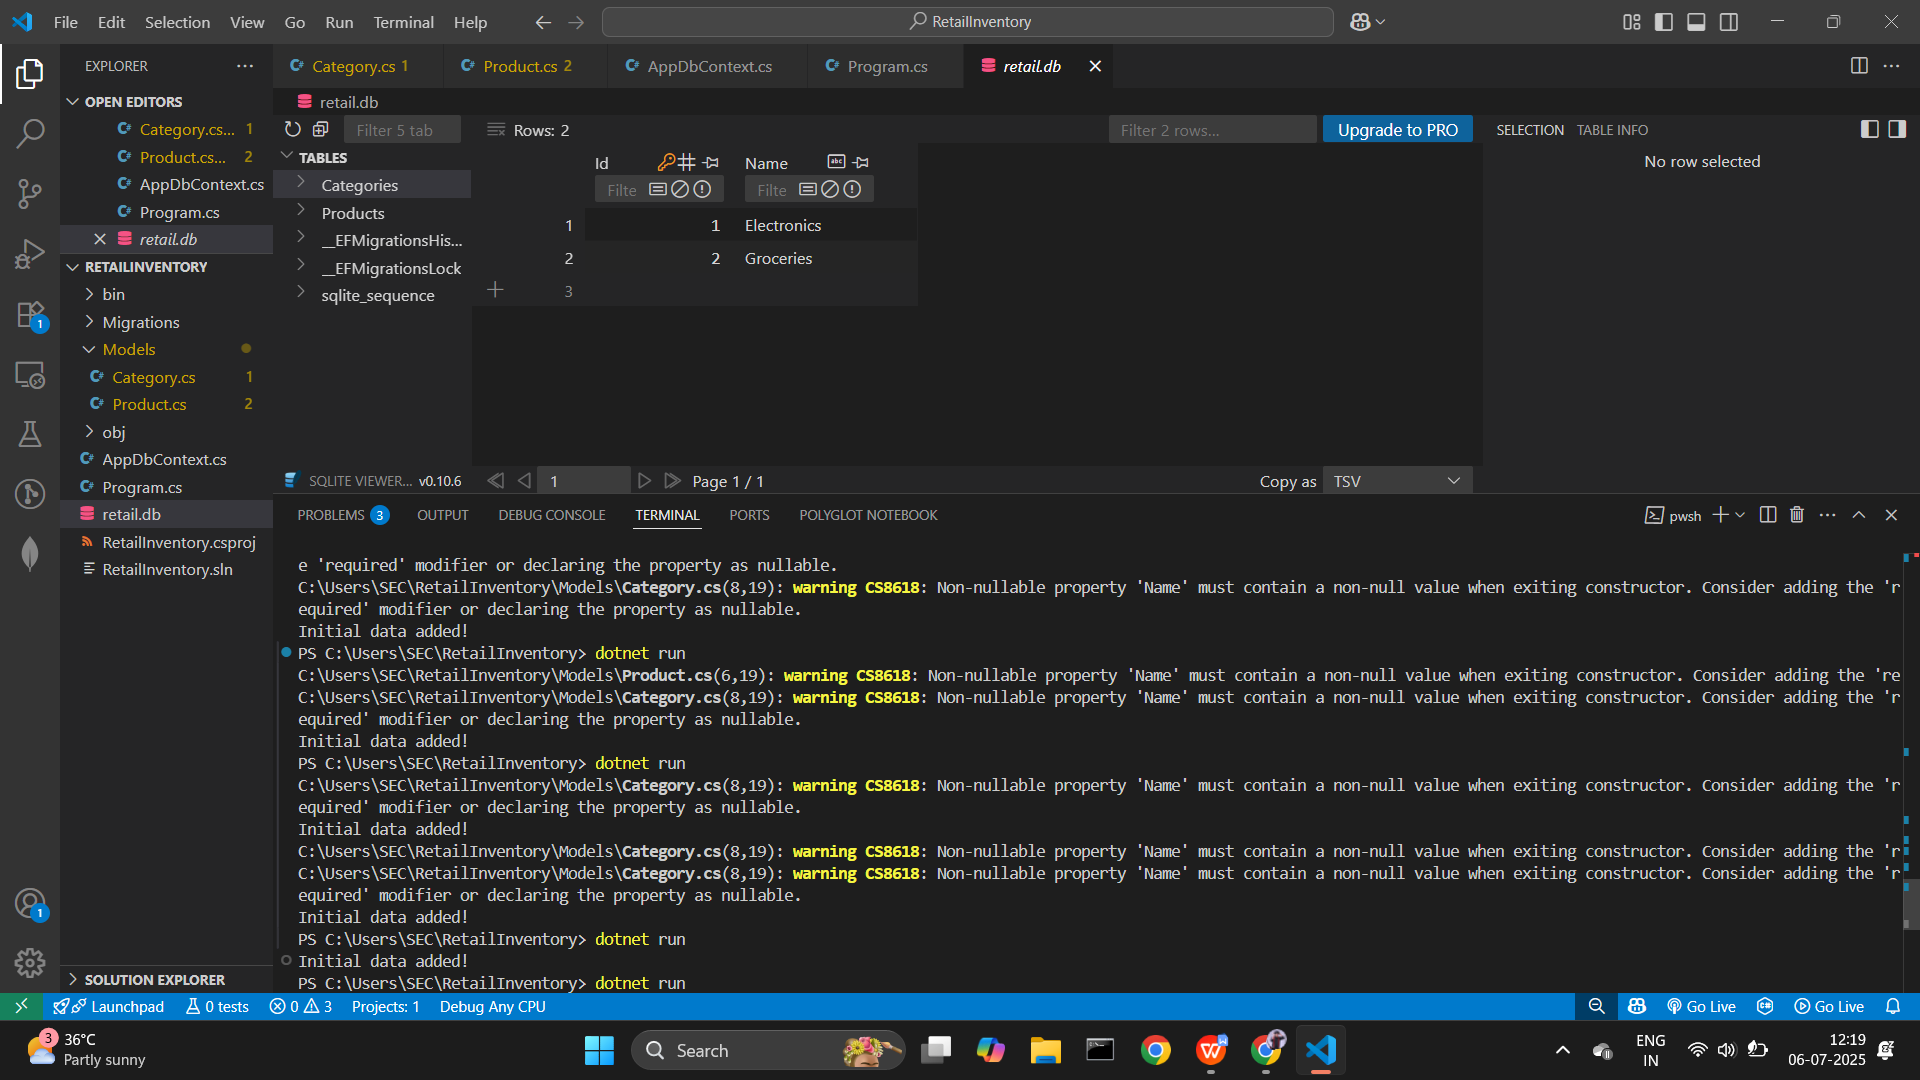 File Edit Selection View Go Run Terminal Help
RetailInventory
EXPLORER
OPEN EDITORS
Category.cs... 1
Product.cs... 2
AppDbContext.cs
Program.cs
retail.db
RETAILINVENTORY
bin
Migrations
Models
Category.cs 1
Product.cs 2
obj
AppDbContext.cs
Program.cs
retail.db
RetailInventory.csproj
RetailInventory.sln
SOLUTION EXPLORER
Category.cs 1
Product.cs 2
AppDbContext.cs
Program.cs
retail.db
retail.db
Filter 5 tab
Rows: 2
Filter 2 rows...
Upgrade to PRO
SELECTION TABLE INFO
No row selected
TABLES
Categories
Products
__EFMigrationsHis...
__EFMigrationsLock
sqlite_sequence
Id Name
Filte Filte
1 1 Electronics
2 2 Groceries
3
SQLITE VIEWER... v0.10.6
1
Page 1 / 1
Copy as TSV
PROBLEMS 3 OUTPUT DEBUG CONSOLE TERMINAL PORTS POLYGLOT NOTEBOOK
pwsh
e 'required' modifier or declaring the property as nullable.
C:\Users\SEC\RetailInventory\Models\Category.cs(8,19): warning CS8618: Non-nullable property 'Name' must contain a non-null value when exiting constructor. Consider adding the 'r
equired' modifier or declaring the property as nullable.
Initial data added!
PS C:\Users\SEC\RetailInventory> dotnet run
C:\Users\SEC\RetailInventory\Models\Product.cs(6,19): warning CS8618: Non-nullable property 'Name' must contain a non-null value when exiting constructor. Consider adding the 're
C:\Users\SEC\RetailInventory\Models\Category.cs(8,19): warning CS8618: Non-nullable property 'Name' must contain a non-null value when exiting constructor. Consider adding the 'r
equired' modifier or declaring the property as nullable.
Initial data added!
PS C:\Users\SEC\RetailInventory> dotnet run
C:\Users\SEC\RetailInventory\Models\Category.cs(8,19): warning CS8618: Non-nullable property 'Name' must contain a non-null value when exiting constructor. Consider adding the 'r
equired' modifier or declaring the property as nullable.
Initial data added!
C:\Users\SEC\RetailInventory\Models\Category.cs(8,19): warning CS8618: Non-nullable property 'Name' must contain a non-null value when exiting constructor. Consider adding the 'r
C:\Users\SEC\RetailInventory\Models\Category.cs(8,19): warning CS8618: Non-nullable property 'Name' must contain a non-null value when exiting constructor. Consider adding the 'r
equired' modifier or declaring the property as nullable.
Initial data added!
PS C:\Users\SEC\RetailInventory> dotnet run
Initial data added!
PS C:\Users\SEC\RetailInventory> dotnet run
1
1
Launchpad 0 tests 0 3 Projects: 1 Debug Any CPU
Go Live Go Live
3
36°C
Partly sunny
Search
ENG
IN
12:19
06-07-2025